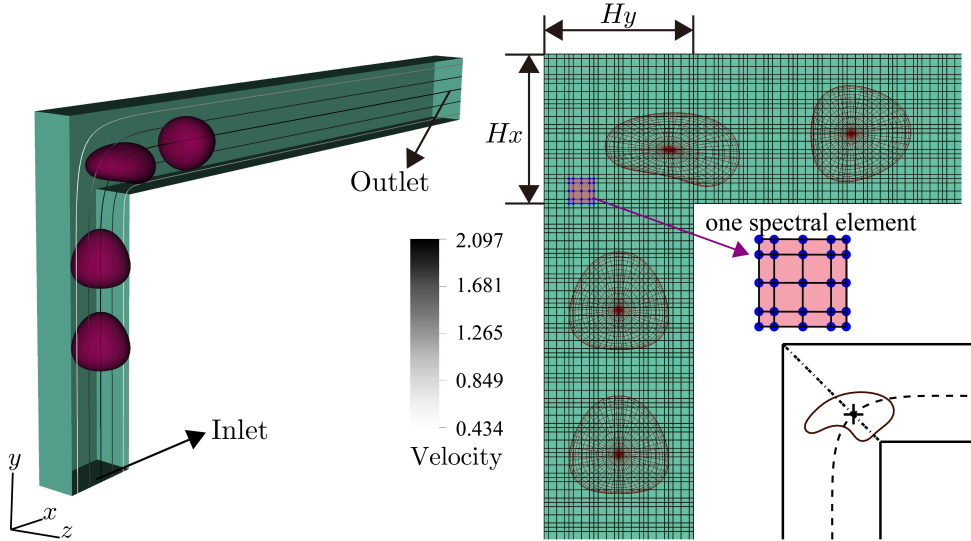 Outlet
2.097
1.681
1.265
0.849
0.434
Velocity
Inlet
y
x
z
Hy
Hx
one spectral element